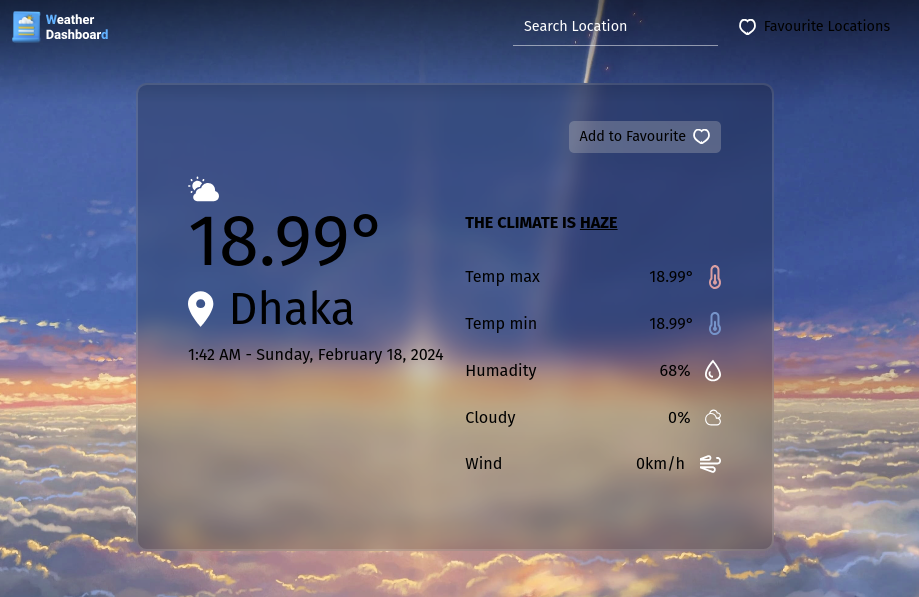 Weather
Dashboard
Search Location
Favourite Locations
Add to Favourite
18.99°
Dhaka
1:42 AM - Sunday, February 18, 2024
THE CLIMATE IS HAZE
Temp max 18.99°
Temp min 18.99°
Humadity 68%
Cloudy 0%
Wind 0km/h